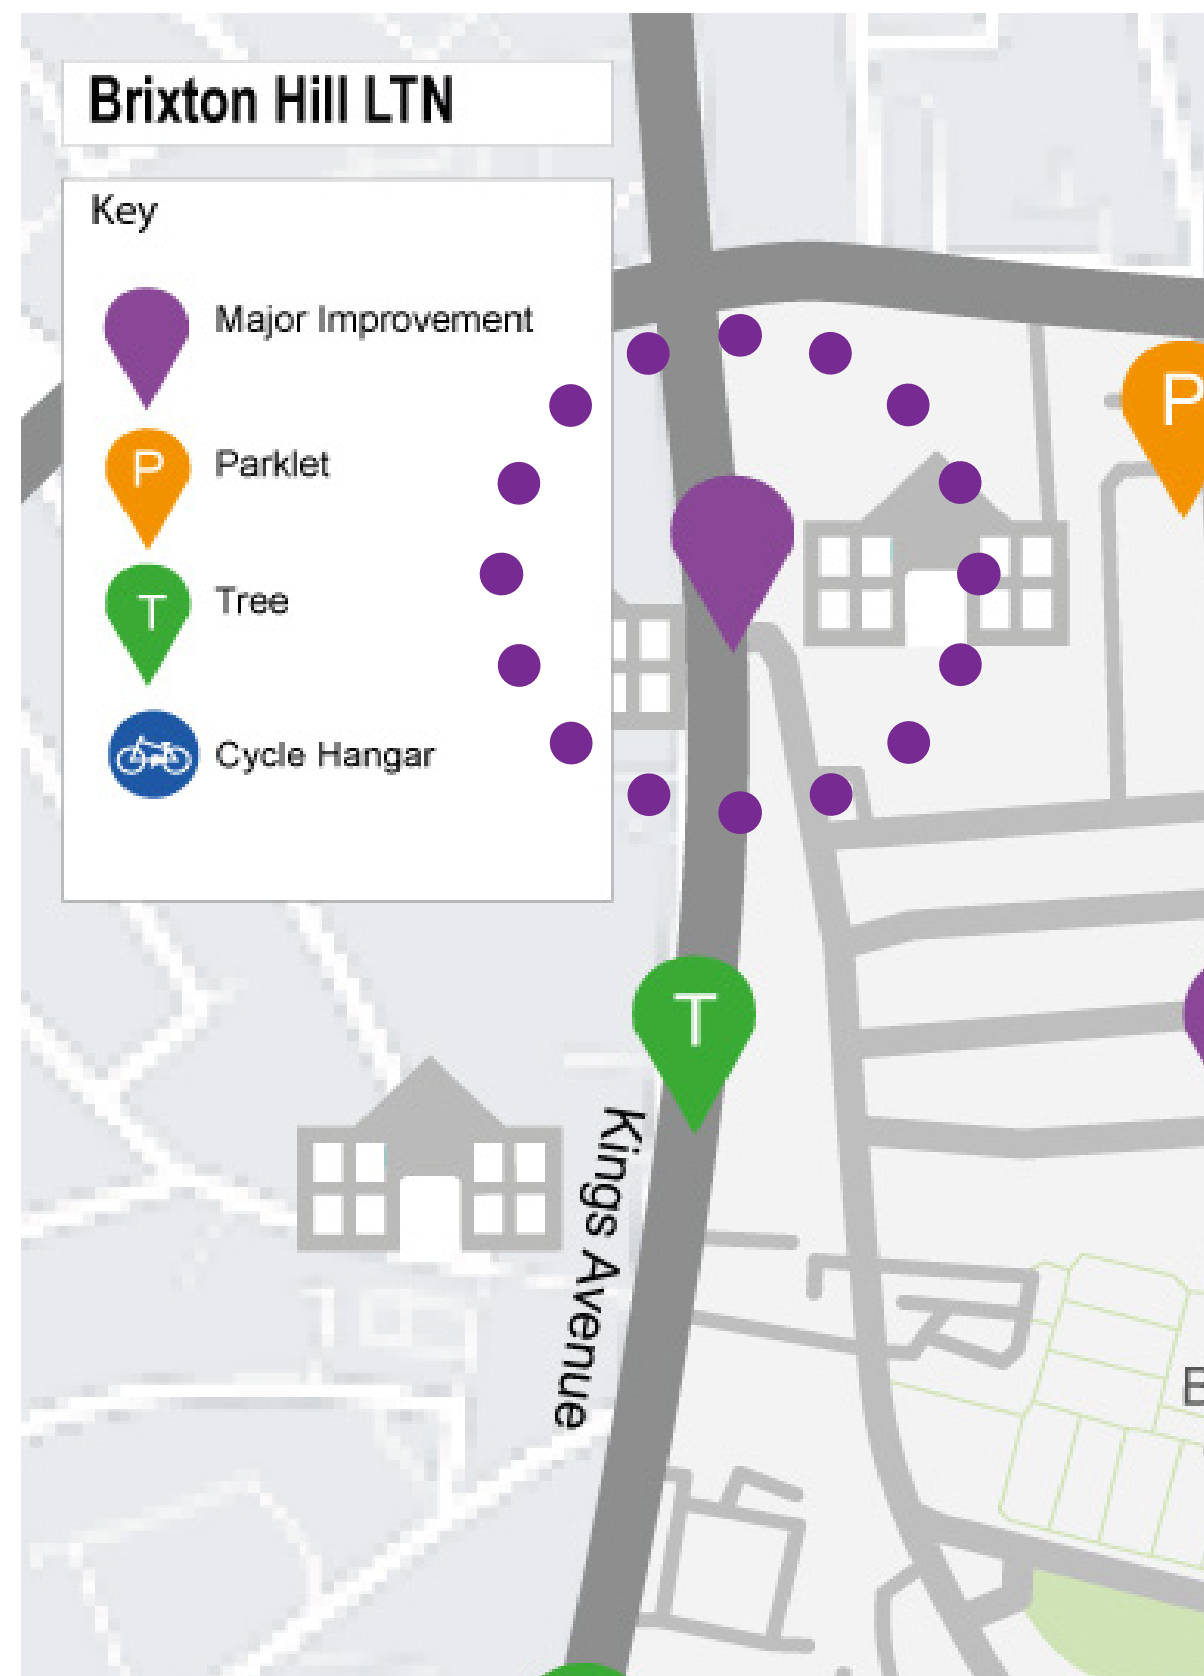 Brixton Hill LTN
Key
Major Improvement
P
Parklet
T
Tree
Cycle Hangar
P
T
Kings Avenue
B